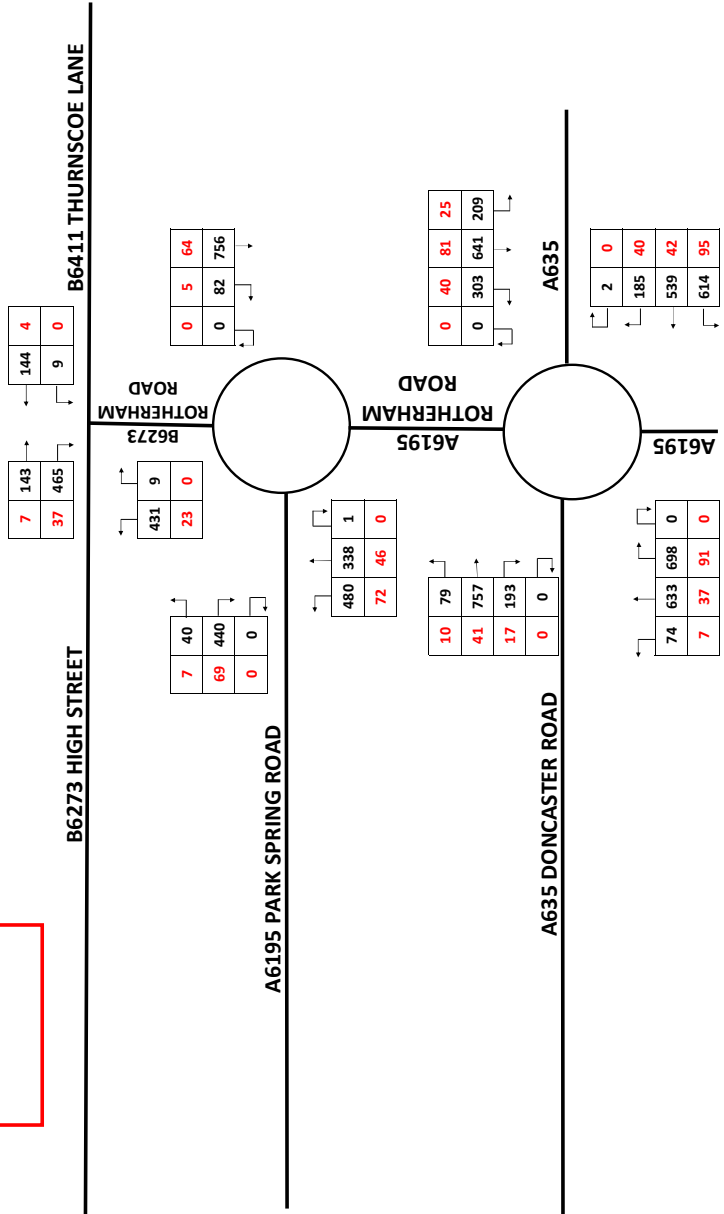 B6411 THURNSCOE LANE
B6273 HIGH STREET
144 4
9 0
7 143
37 465
B6273
ROTHERHAM
ROAD
431 9
23 0
0 5 64
0 82 756
7 40
69 440
0 0
480 338 1
72 46 0
A6195 PARK SPRING ROAD
A6195
ROTHERHAM
ROAD
0 40 81 25
0 303 641 209
10 79
41 757
17 193
0 0
A635
A635 DONCASTER ROAD
2 0
185 40
539 42
614 95
74 633 698 0
7 37 91 0
A6195